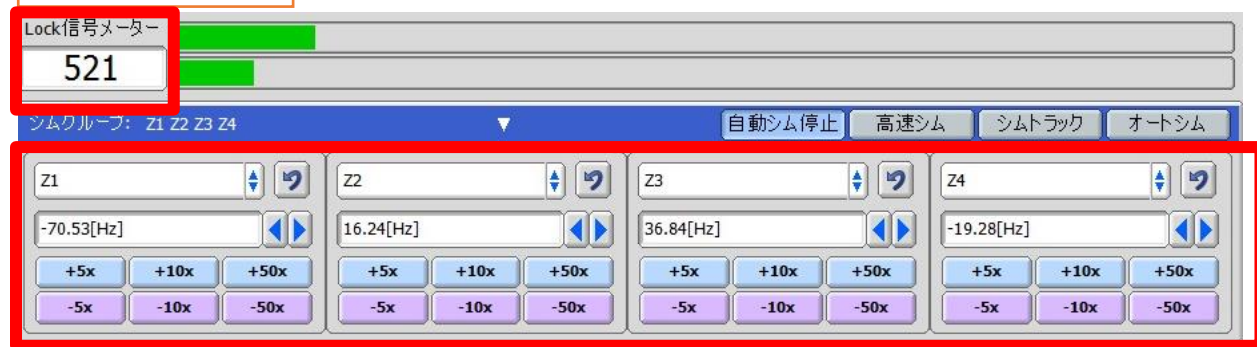 Lock信号メーター
521
シムグループ: Z1 Z2 Z3 Z4 ▼ 自動シム停止 高速シム シムトラック オートシム
Z1 Z2 Z3 Z4
-70.53[Hz] 16.24[Hz] 36.84[Hz] -19.28[Hz]
+5x +10x +50x +5x +10x +50x +5x +10x +50x +5x +10x +50x
-5x -10x -50x -5x -10x -50x -5x -10x -50x -5x -10x -50x